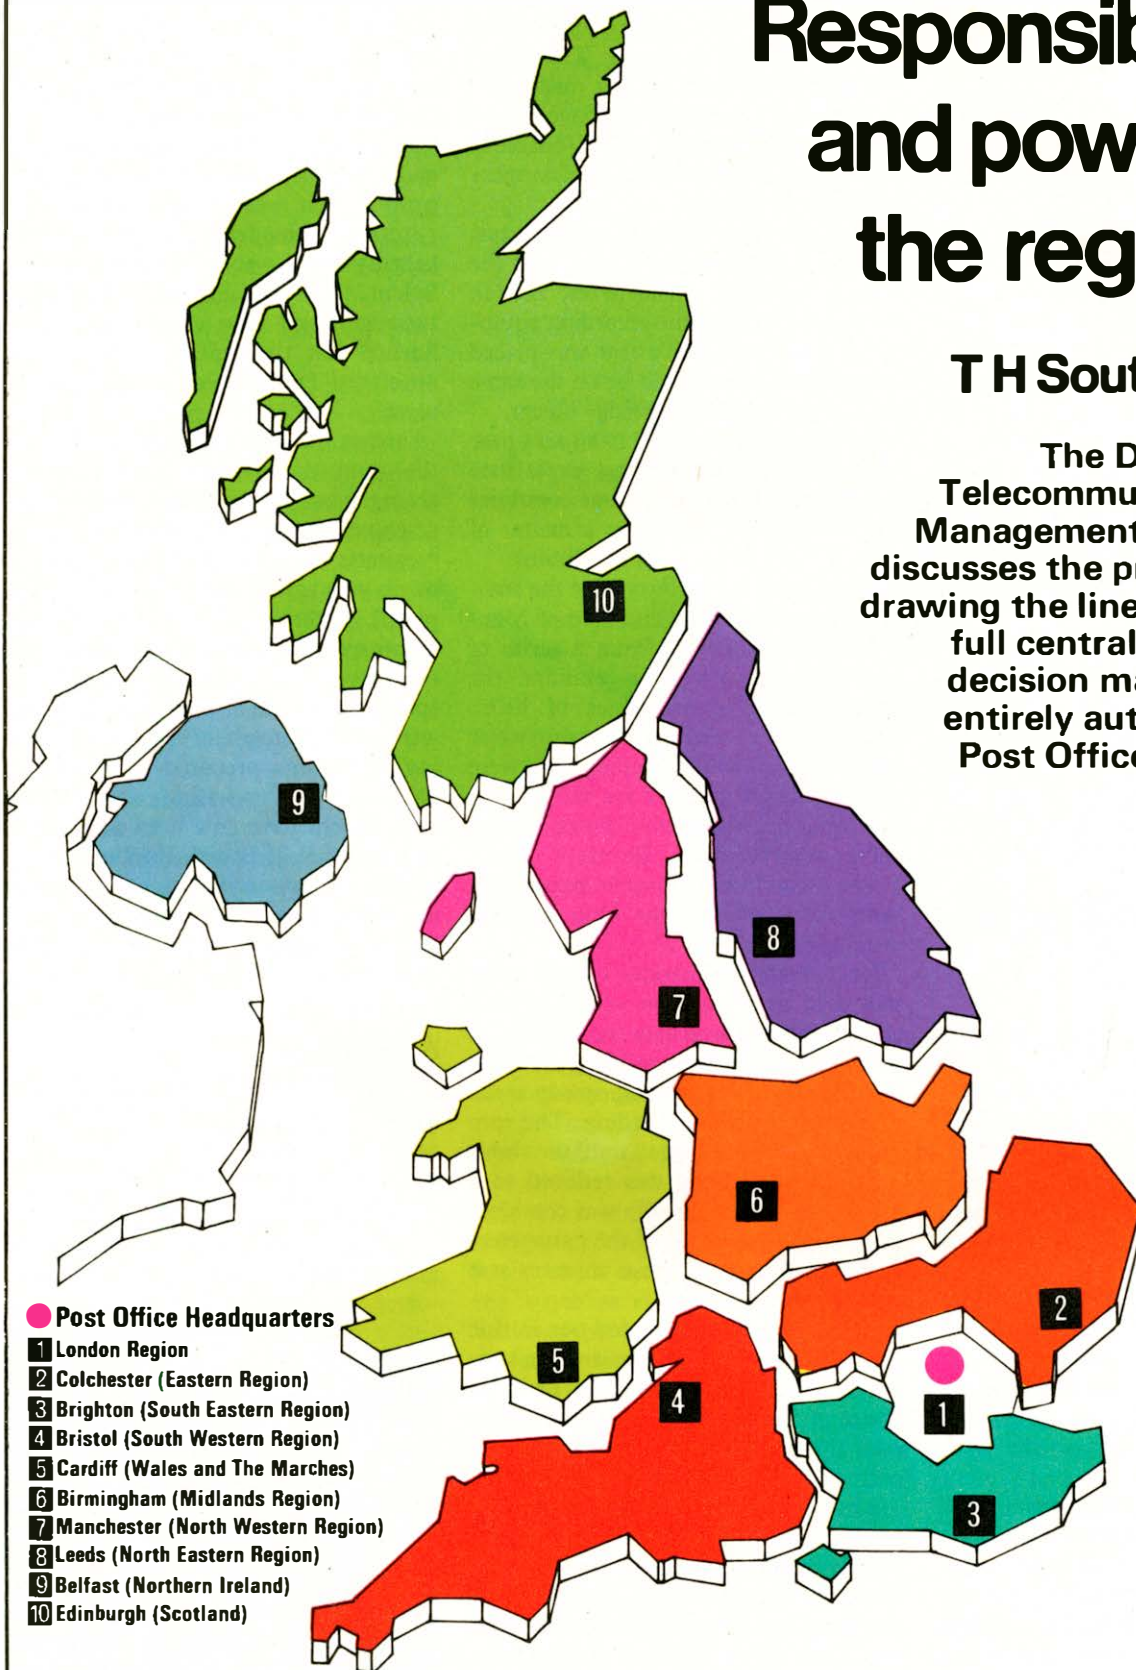 Responsib
and pow
the reg
T H Sout
The D
Telecommu
Management
discusses the pr
drawing the line
full central
decision ma
entirely aut
Post Office
10
9
8
7
6
5
4
2
1
3
Post Office Headquarters
1 London Region
2 Colchester (Eastern Region)
3 Brighton (South Eastern Region)
4 Bristol (South Western Region)
5 Cardiff (Wales and The Marches)
6 Birmingham (Midlands Region)
7 Manchester (North Western Region)
8 Leeds (North Eastern Region)
9 Belfast (Northern Ireland)
10 Edinburgh (Scotland)